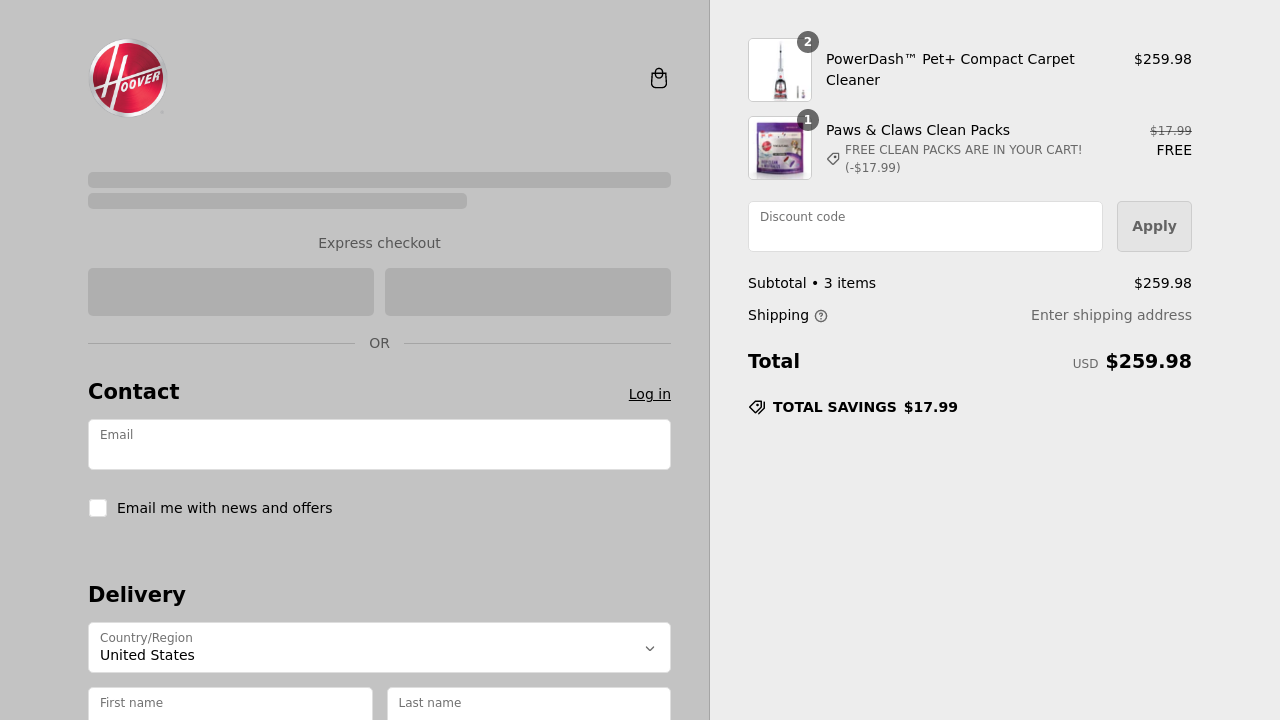 HOOVER
Express checkout
OR
Contact
Log in
Email
Email me with news and offers
Delivery
Country/Region
United States
First name
Last name
2
PowerDash™ Pet+ Compact Carpet
Cleaner
$259.98
1
Paws & Claws Clean Packs
$17.99
FREE CLEAN PACKS ARE IN YOUR CART!
(-$17.99)
FREE
Discount code
Apply
Subtotal • 3 items
$259.98
Shipping
Enter shipping address
Total
USD $259.98
TOTAL SAVINGS $17.99